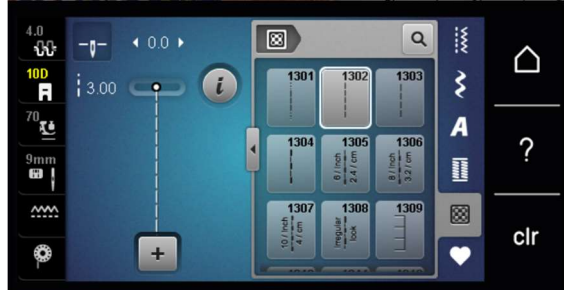 4.0
0.0
10D
3.00
i
70
9mm
1301
1302
1303
1304
1305
6 / Inch
2.4 / cm
1306
8 / Inch
3.2 / cm
1307
10 / Inch
4 / cm
1308
Irregular
look
1309
A
?
clr